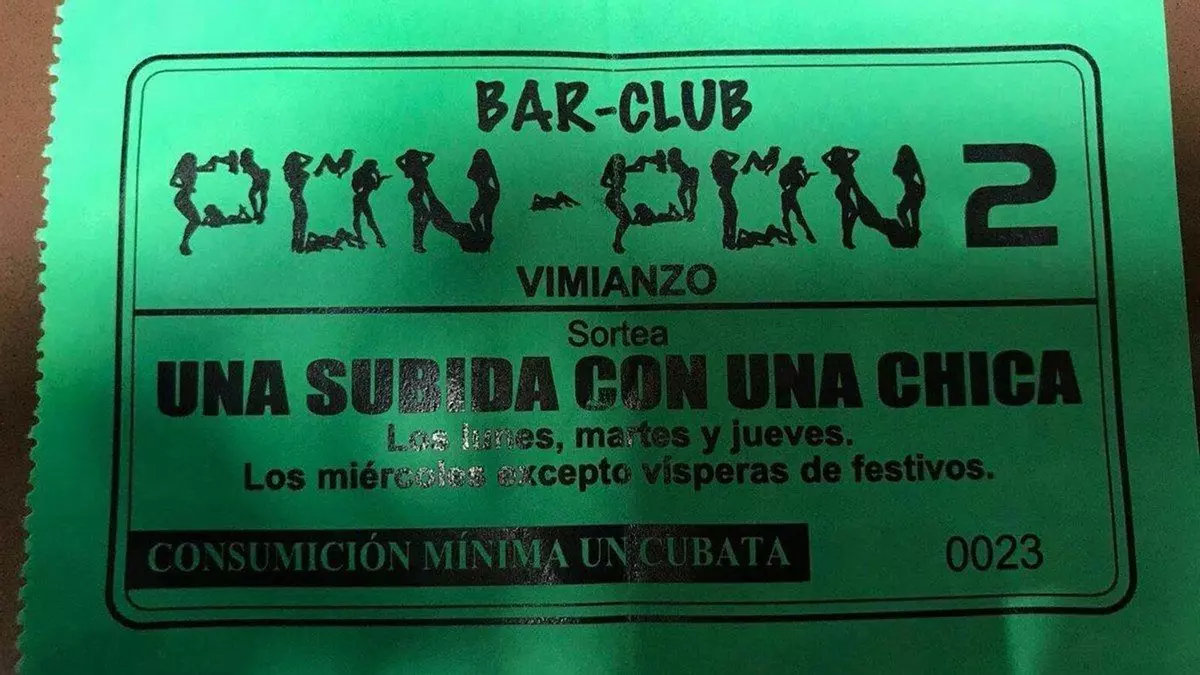 BAR-CLUB
PON-PON 2
VIMIANZO
Sortea
UNA SUBIDA CON UNA CHICA
Los lunes, martes y jueves.
Los miércoles excepto vísperas de festivos.
CONSUMICIÓN MÍNIMA UN CUBATA
0023